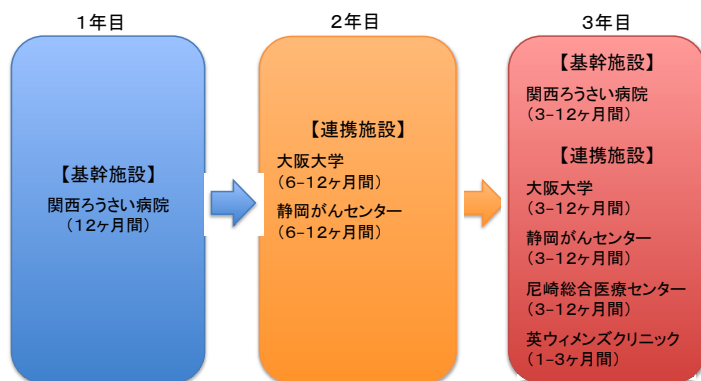 1年目
【基幹施設】
関西ろうさい病院
(12ヶ月間)
2年目
【連携施設】
大阪大学
(6-12ヶ月間)
静岡がんセンター
(6-12ヶ月間)
3年目
【基幹施設】
関西ろうさい病院
(3-12ヶ月間)
【連携施設】
大阪大学
(3-12ヶ月間)
静岡がんセンター
(3-12ヶ月間)
尼崎総合医療センター
(3-12ヶ月間)
英ウィメンズクリニック
(1-3ヶ月間)